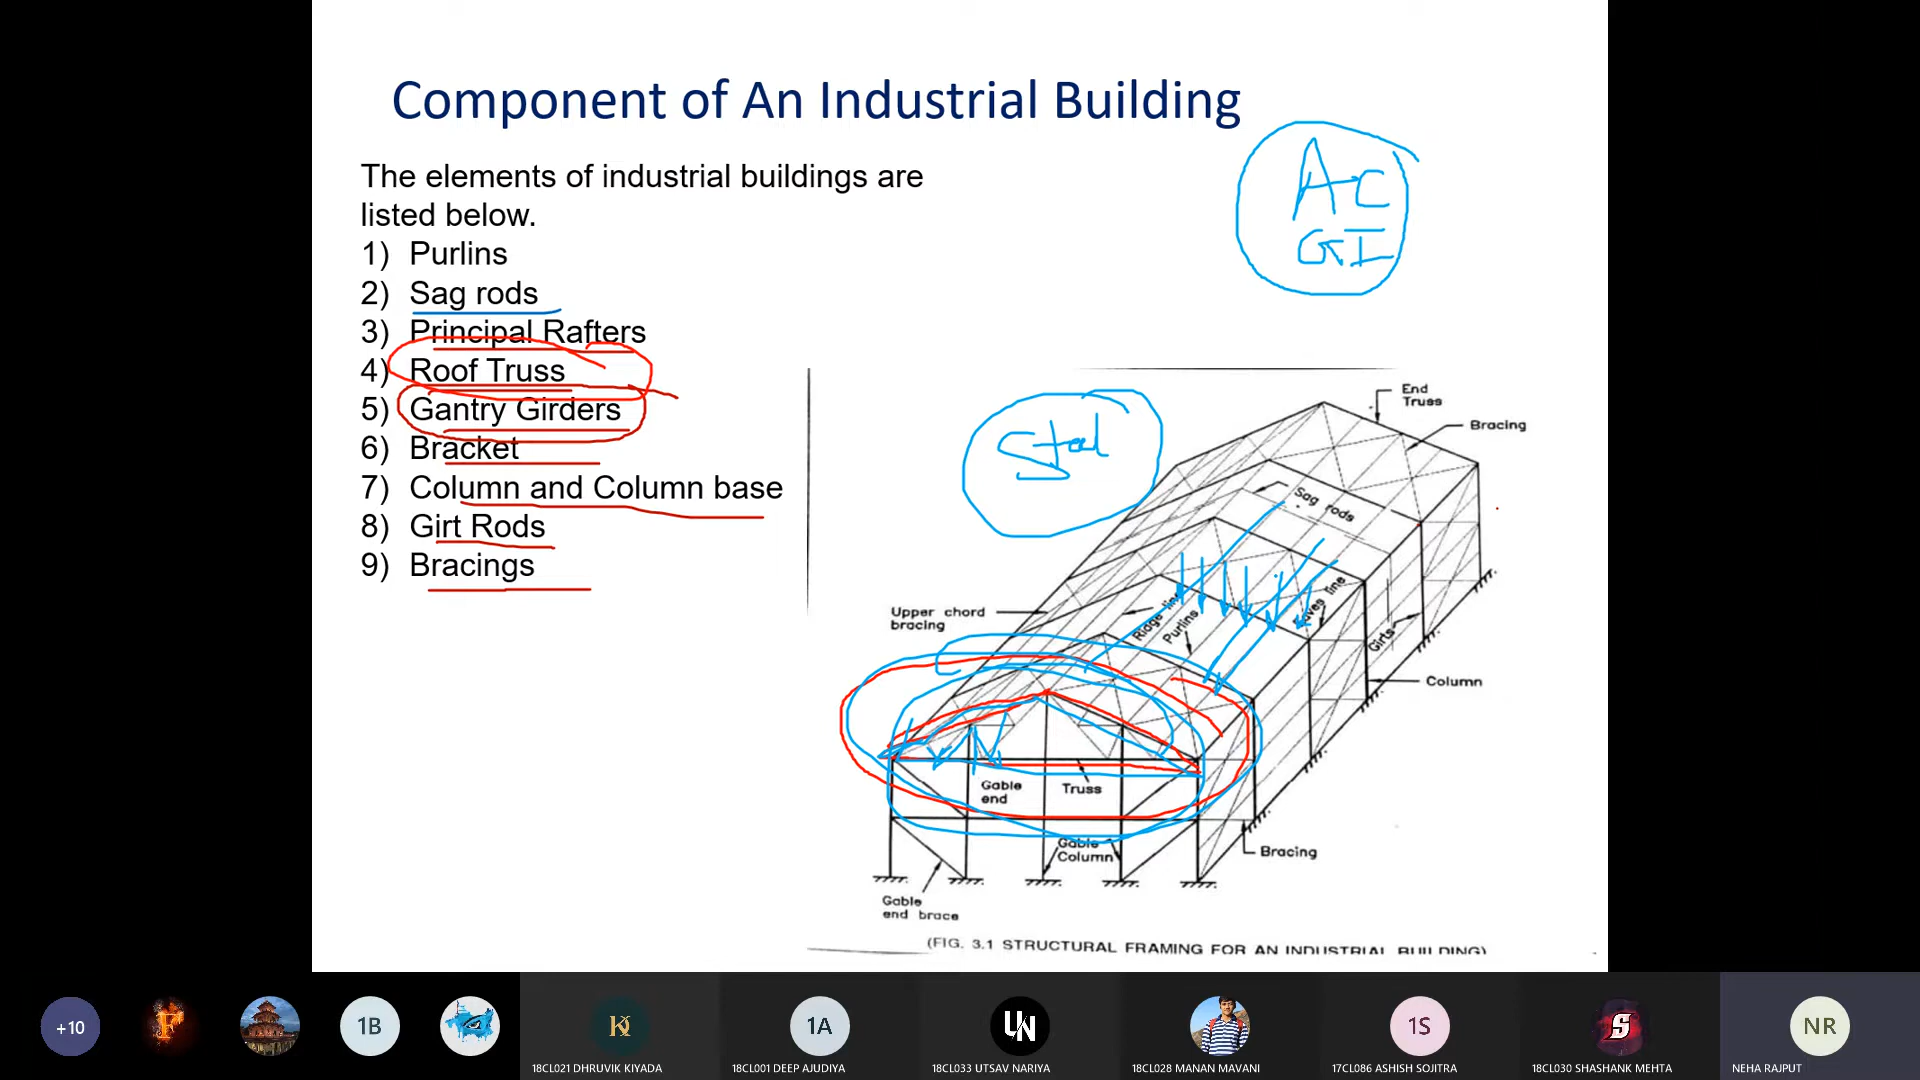 Component of An Industrial Building
The elements of industrial buildings are
listed below.
1) Purlins
2) Sag rods
3) Principal Rafters
4) Roof Truss
5) Gantry Girders
6) Bracket
7) Column and Column base
8) Girt Rods
9) Bracings
AC
GI
Steel
End
Truss
Bracing
Sag rods
Upper chord
bracing
Ridge line
Purlins
Eaves line
Girts
Column
Gable
end
Truss
Gable
Column
Bracing
Gable
end brace
(FIG. 3.1 STRUCTURAL FRAMING FOR AN INDUSTRIAL BUILDING)
+10
F
1B
K
1A
UN
1S
S
NR
18CL021 DHRUVIK KIYADA
18CL001 DEEP AJUDIYA
18CL033 UTSAV NARIYA
18CL028 MANAN MAVANI
17CL086 ASHISH SOJITRA
18CL030 SHASHANK MEHTA
NEHA RAJPUT